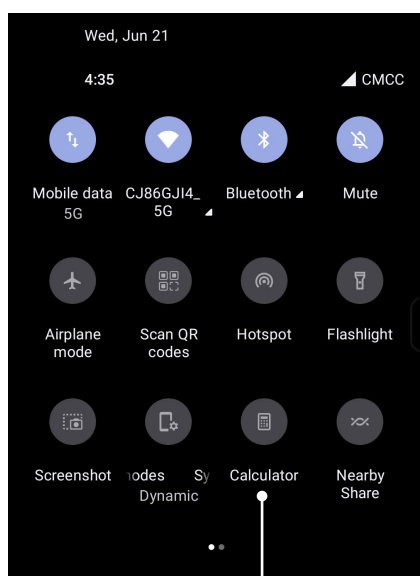 Wed, Jun 21
4:35 CMCC
Mobile data CJ86GJI4_ Bluetooth Mute
5G 5G
Airplane Scan QR Hotspot Flashlight
mode codes
Screenshot odes Sy Calculator Nearby
Dynamic Share